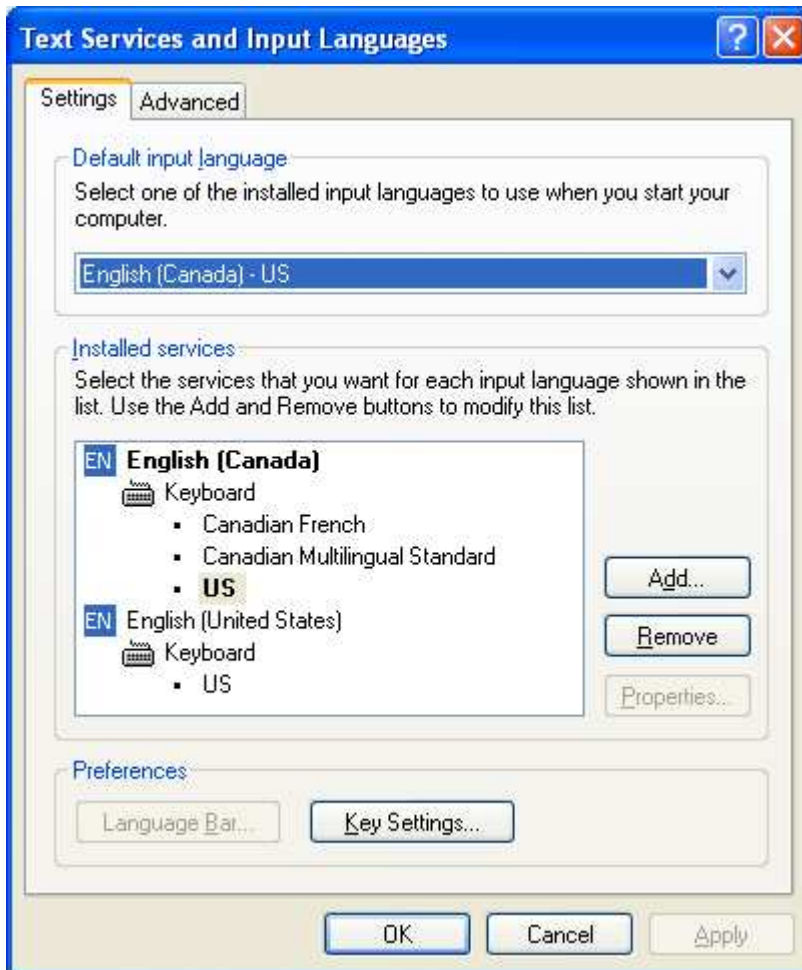 Text Services and Input Languages
Settings
Advanced
Default input language
Select one of the installed input languages to use when you start your
computer.
English (Canada) - US
Installed services
Select the services that you want for each input language shown in the
list. Use the Add and Remove buttons to modify this list.
EN English (Canada)
Keyboard
Canadian French
Canadian Multilingual Standard
US
EN English (United States)
Keyboard
US
Add...
Remove
Properties...
Preferences
Language Bar...
Key Settings...
OK
Cancel
Apply